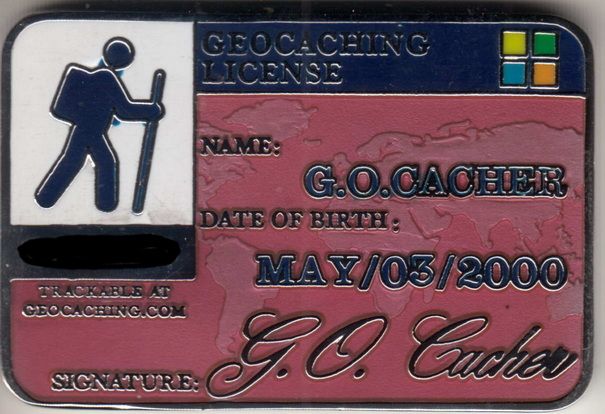 GEOCACHING
LICENSE
NAME:
G.O.CACHER
DATE OF BIRTH:
MAY/03/2000
TRACKABLE AT
GEOCACHING.COM
SIGNATURE: G.O. Cacher